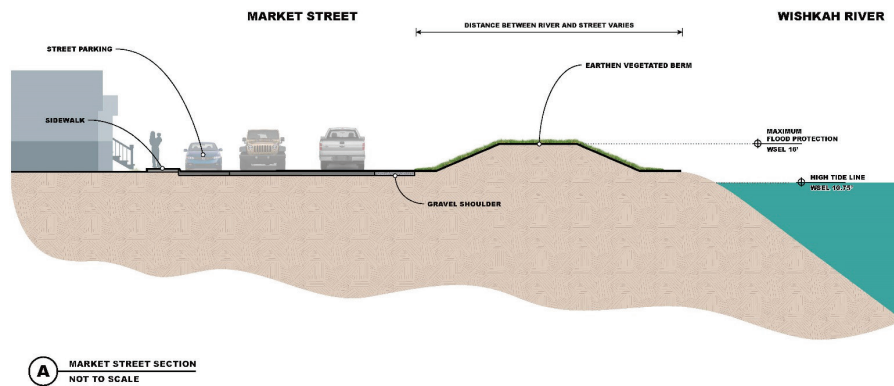 MARKET STREET
WISHKAH RIVER
DISTANCE BETWEEN RIVER AND STREET VARIES
STREET PARKING
EARTHEN VEGETATED BERM
SIDEWALK
MAXIMUM
FLOOD PROTECTION
WSEL 18'
HIGH TIDE LINE
WSEL 10.75'
GRAVEL SHOULDER
A
MARKET STREET SECTION
NOT TO SCALE